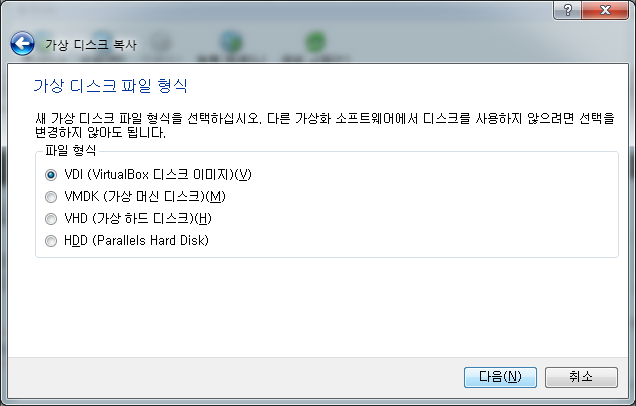 가상 디스크 복사
가상 디스크 파일 형식
새 가상 디스크 파일 형식을 선택하십시오. 다른 가상화 소프트웨어에서 디스크를 사용하지 않으려면 선택을
변경하지 않아도 됩니다.
파일 형식
VDI (VirtualBox 디스크 이미지)(V)
VMDK (가상 머신 디스크)(M)
VHD (가상 하드 디스크)(H)
HDD (Parallels Hard Disk)
다음(N)
취소